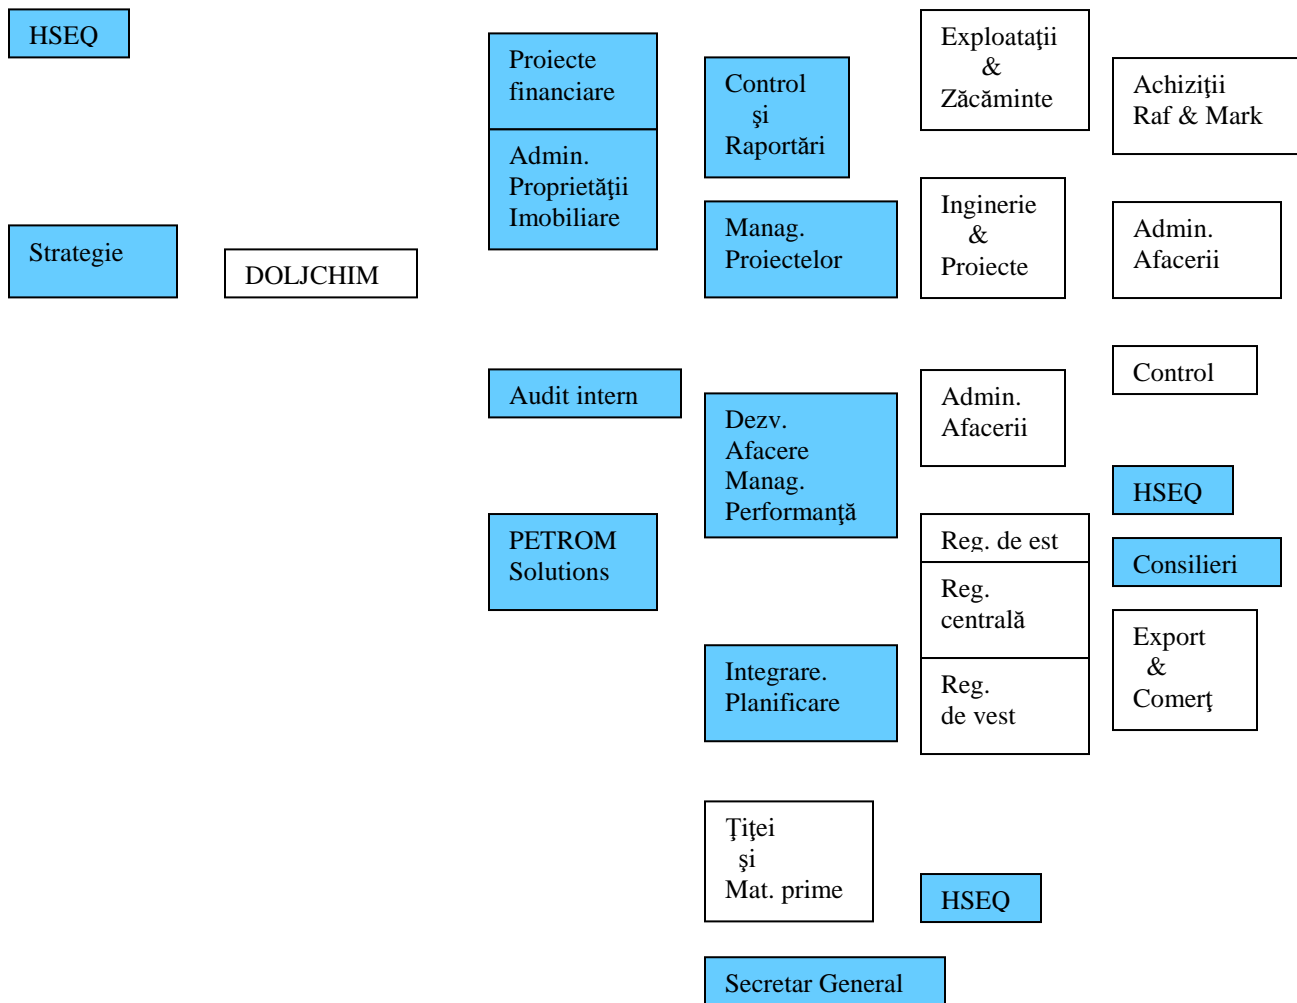 HSEQ
Strategie
DOLJCHIM
Proiecte
financiare
Admin.
Proprietăţii
Imobiliare
Audit intern
PETROM
Solutions
Control
şi
Raportări
Manag.
Proiectelor
Dezv.
Afacere
Manag.
Performanţă
Integrare.
Planificare
Ţiţei
şi
Mat. prime
Secretar General
Exploataţii
&
Zăcăminte
Inginerie
&
Proiecte
Admin.
Afacerii
Reg. de est
Reg.
centrală
Reg.
de vest
HSEQ
Achiziţii
Raf & Mark
Admin.
Afacerii
Control
HSEQ
Consilieri
Export
&
Comerţ